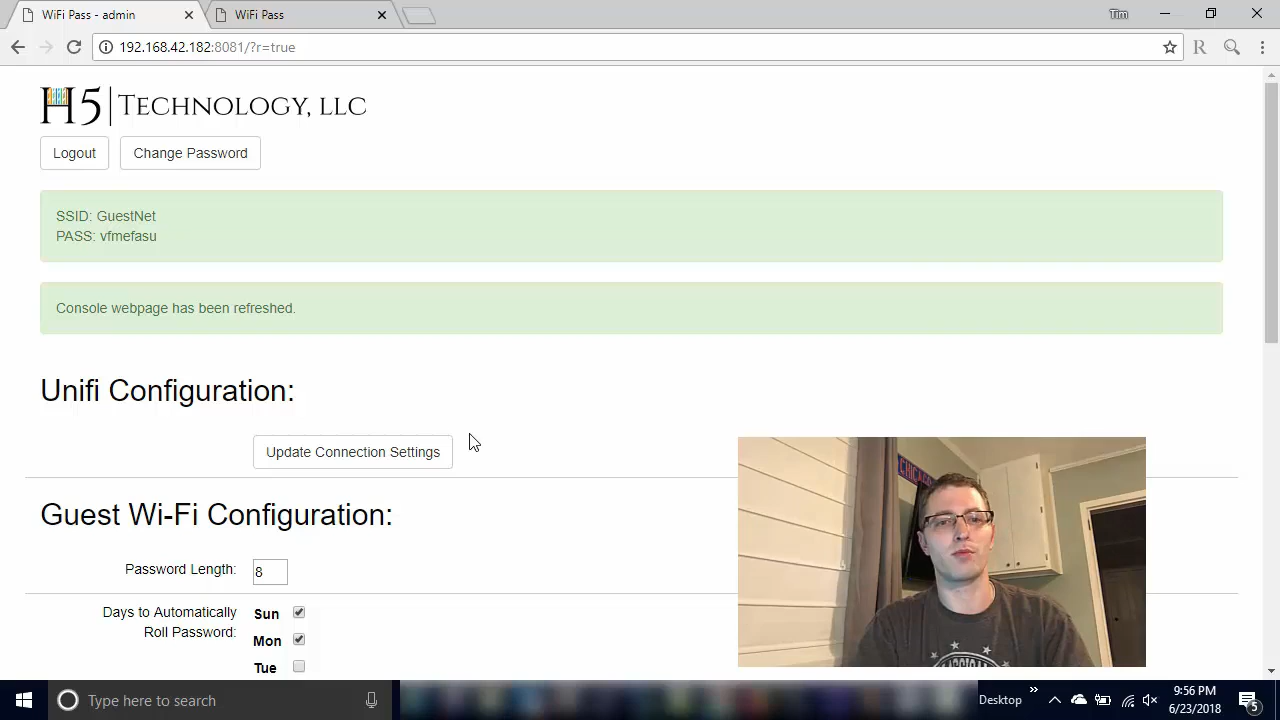 WiFi Pass - admin
WiFi Pass
Tim
192.168.42.182:8081/?r=true
R
H5 | TECHNOLOGY, LLC
Logout
Change Password
SSID: GuestNet
PASS: vfmefasu
Console webpage has been refreshed.
Unifi Configuration:
Update Connection Settings
Guest Wi-Fi Configuration:
Password Length:
8
Days to Automatically
Roll Password:
Sun
Mon
Tue
CHICAGO
Type here to search
Desktop
9:56 PM
6/23/2018
5